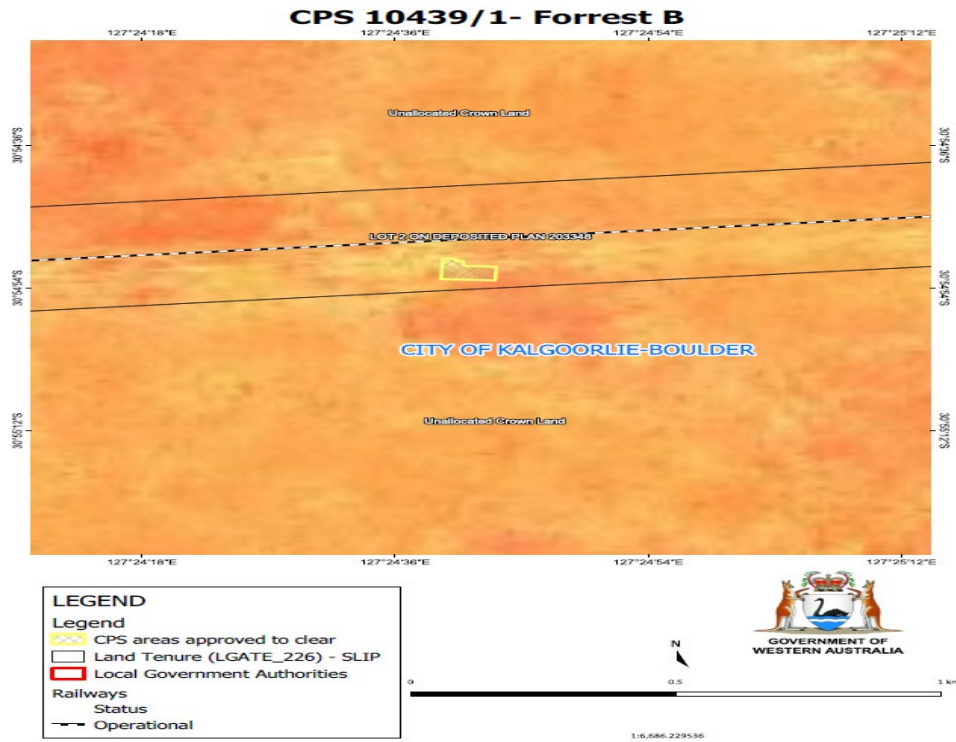 CPS 10439/1- Forrest B
127°24'18"E 127°24'36"E 127°24'54"E 127°25'12"E
Unallocated Crown Land
30°54'36"S 30°54'36"S
LOT 2 ON DEPOSITED PLAN 203348
30°54'54"S 30°54'54"S
CITY OF KALGOORLIE-BOULDER
Unallocated Crown Land
30°55'12"S 30°55'12"S
127°24'18"E 127°24'36"E 127°24'54"E 127°25'12"E
LEGEND
Legend
CPS areas approved to clear
Land Tenure (LGATE_226) - SLIP
Local Government Authorities
Railways
Status
Operational
N
0 0.5 1 km
1:6,686.229536
GOVERNMENT OF
WESTERN AUSTRALIA